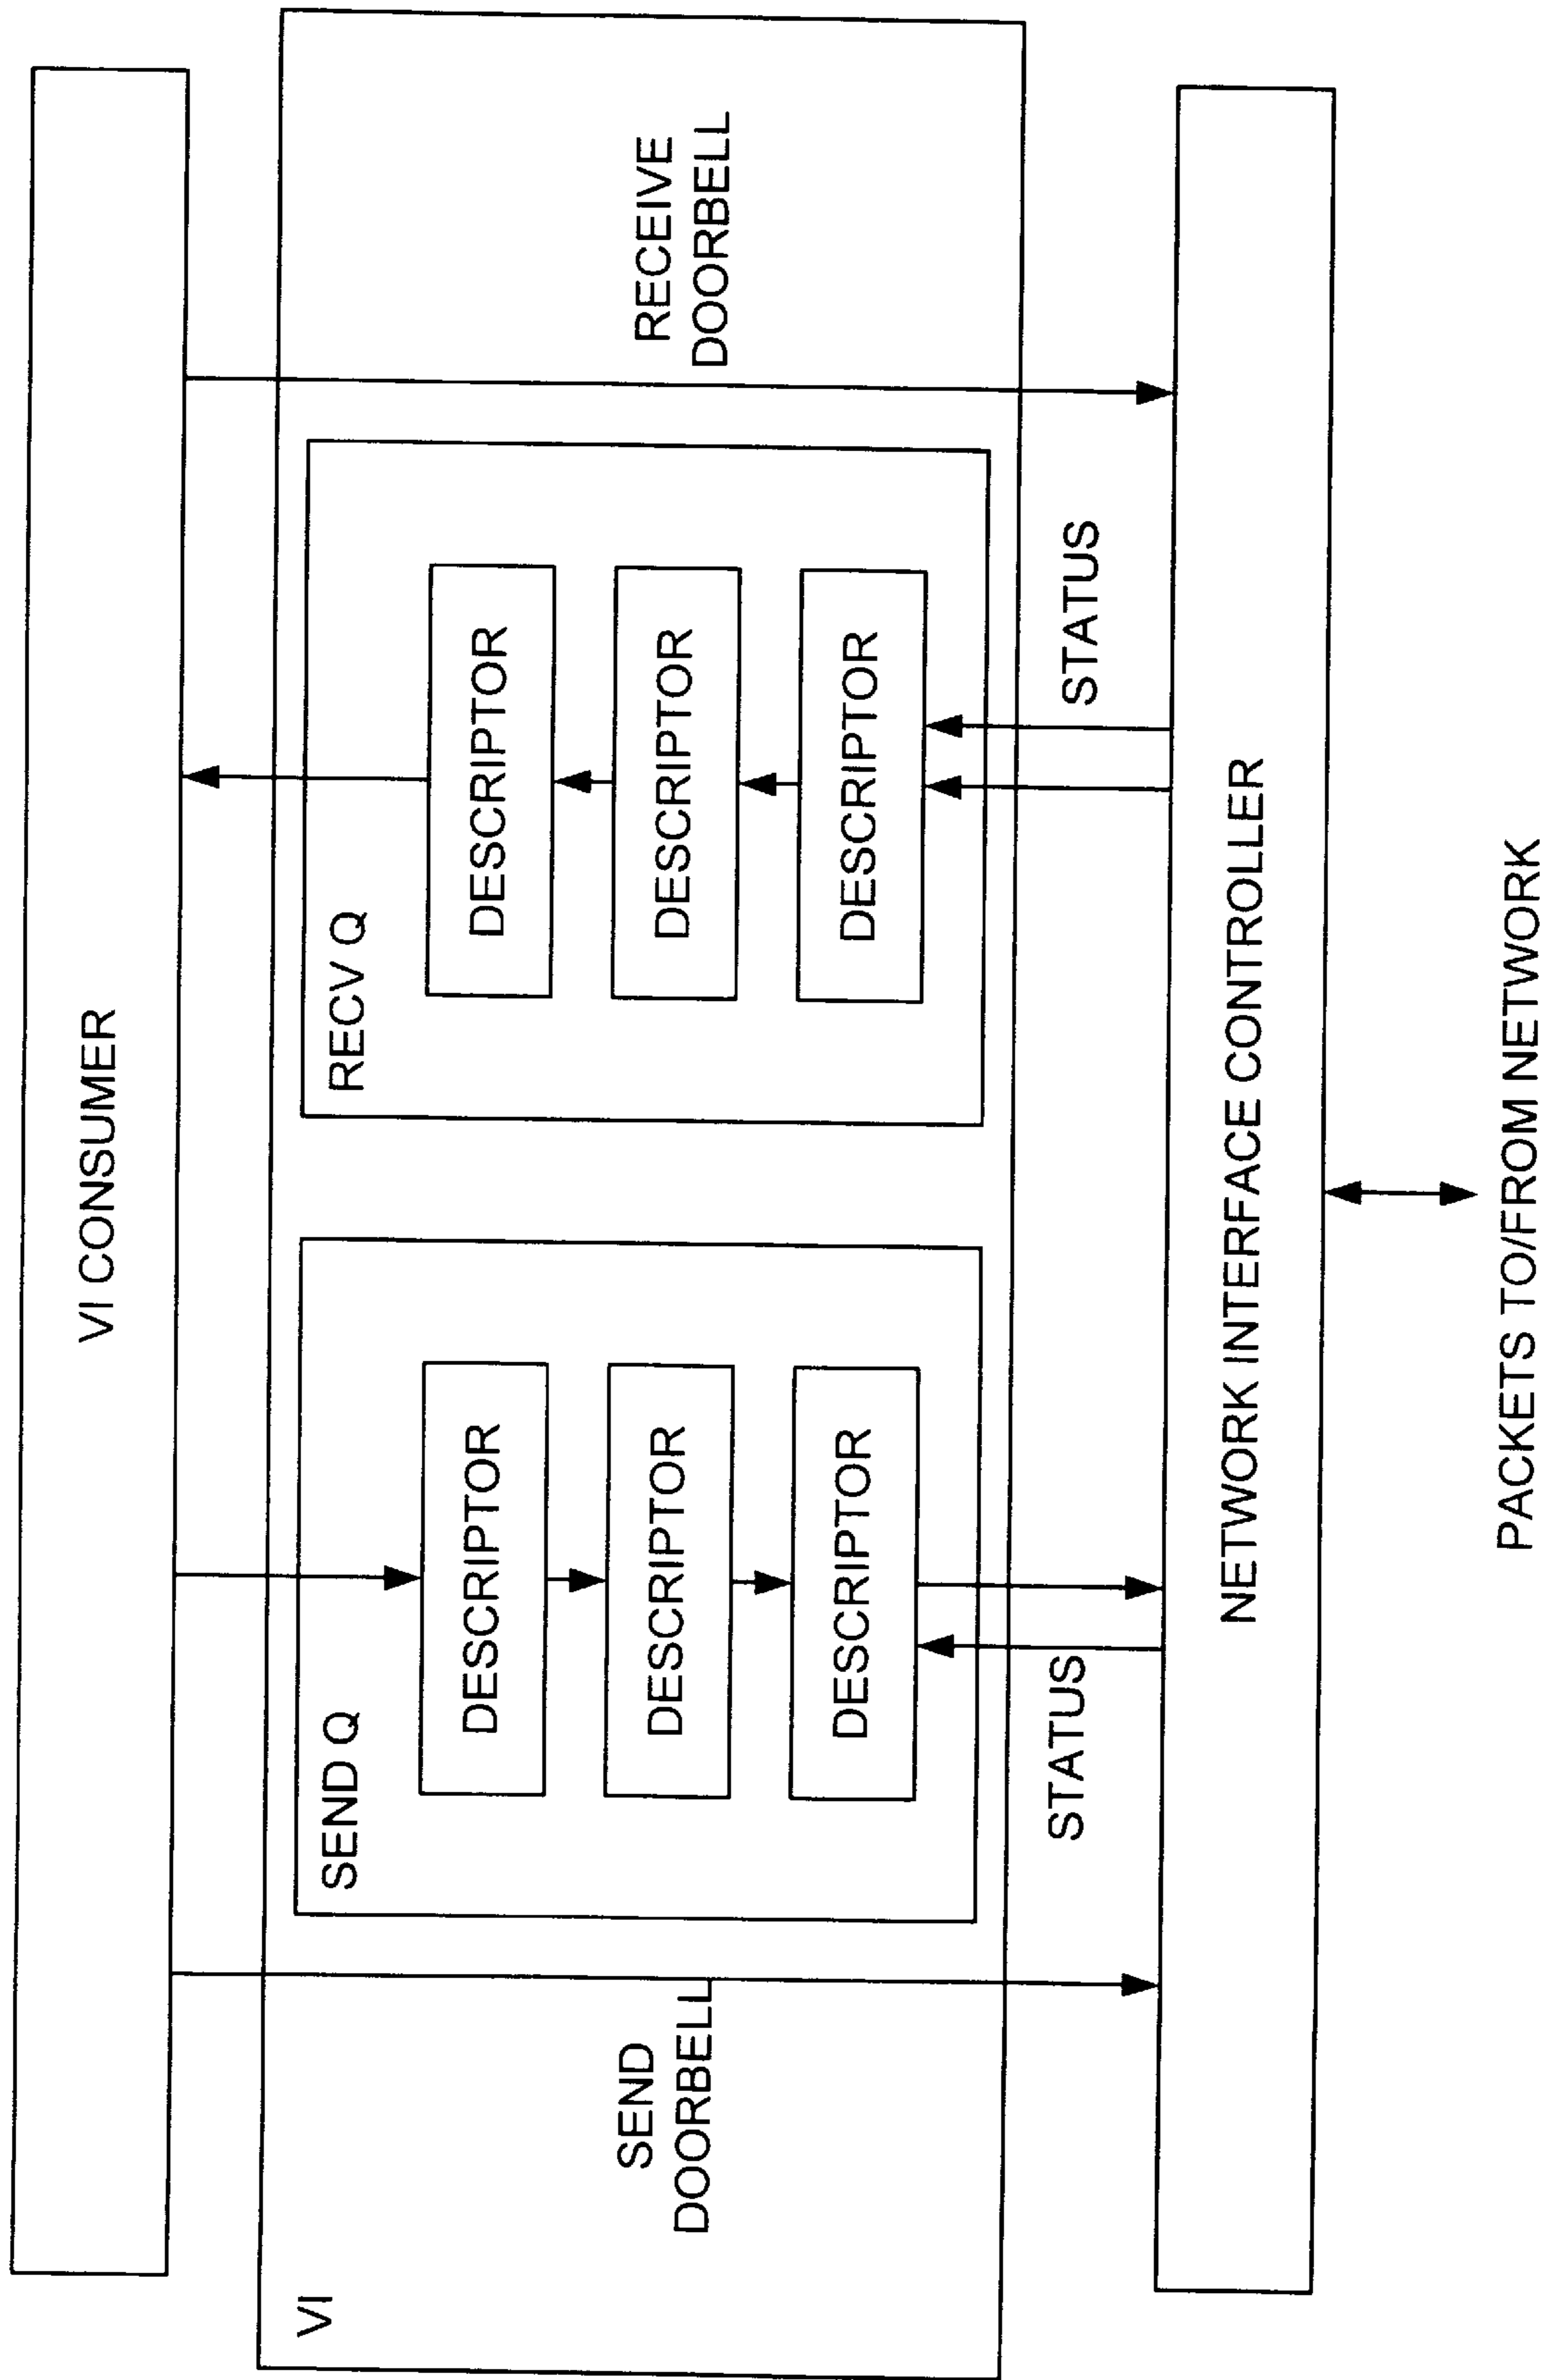 VI CONSUMER
VI
SEND Q
RECV Q
DESCRIPTOR
DESCRIPTOR
DESCRIPTOR
DESCRIPTOR
DESCRIPTOR
DESCRIPTOR
SEND
DOORBELL
RECEIVE
DOORBELL
STATUS
STATUS
NETWORK INTERFACE CONTROLLER
PACKETS TO/FROM NETWORK